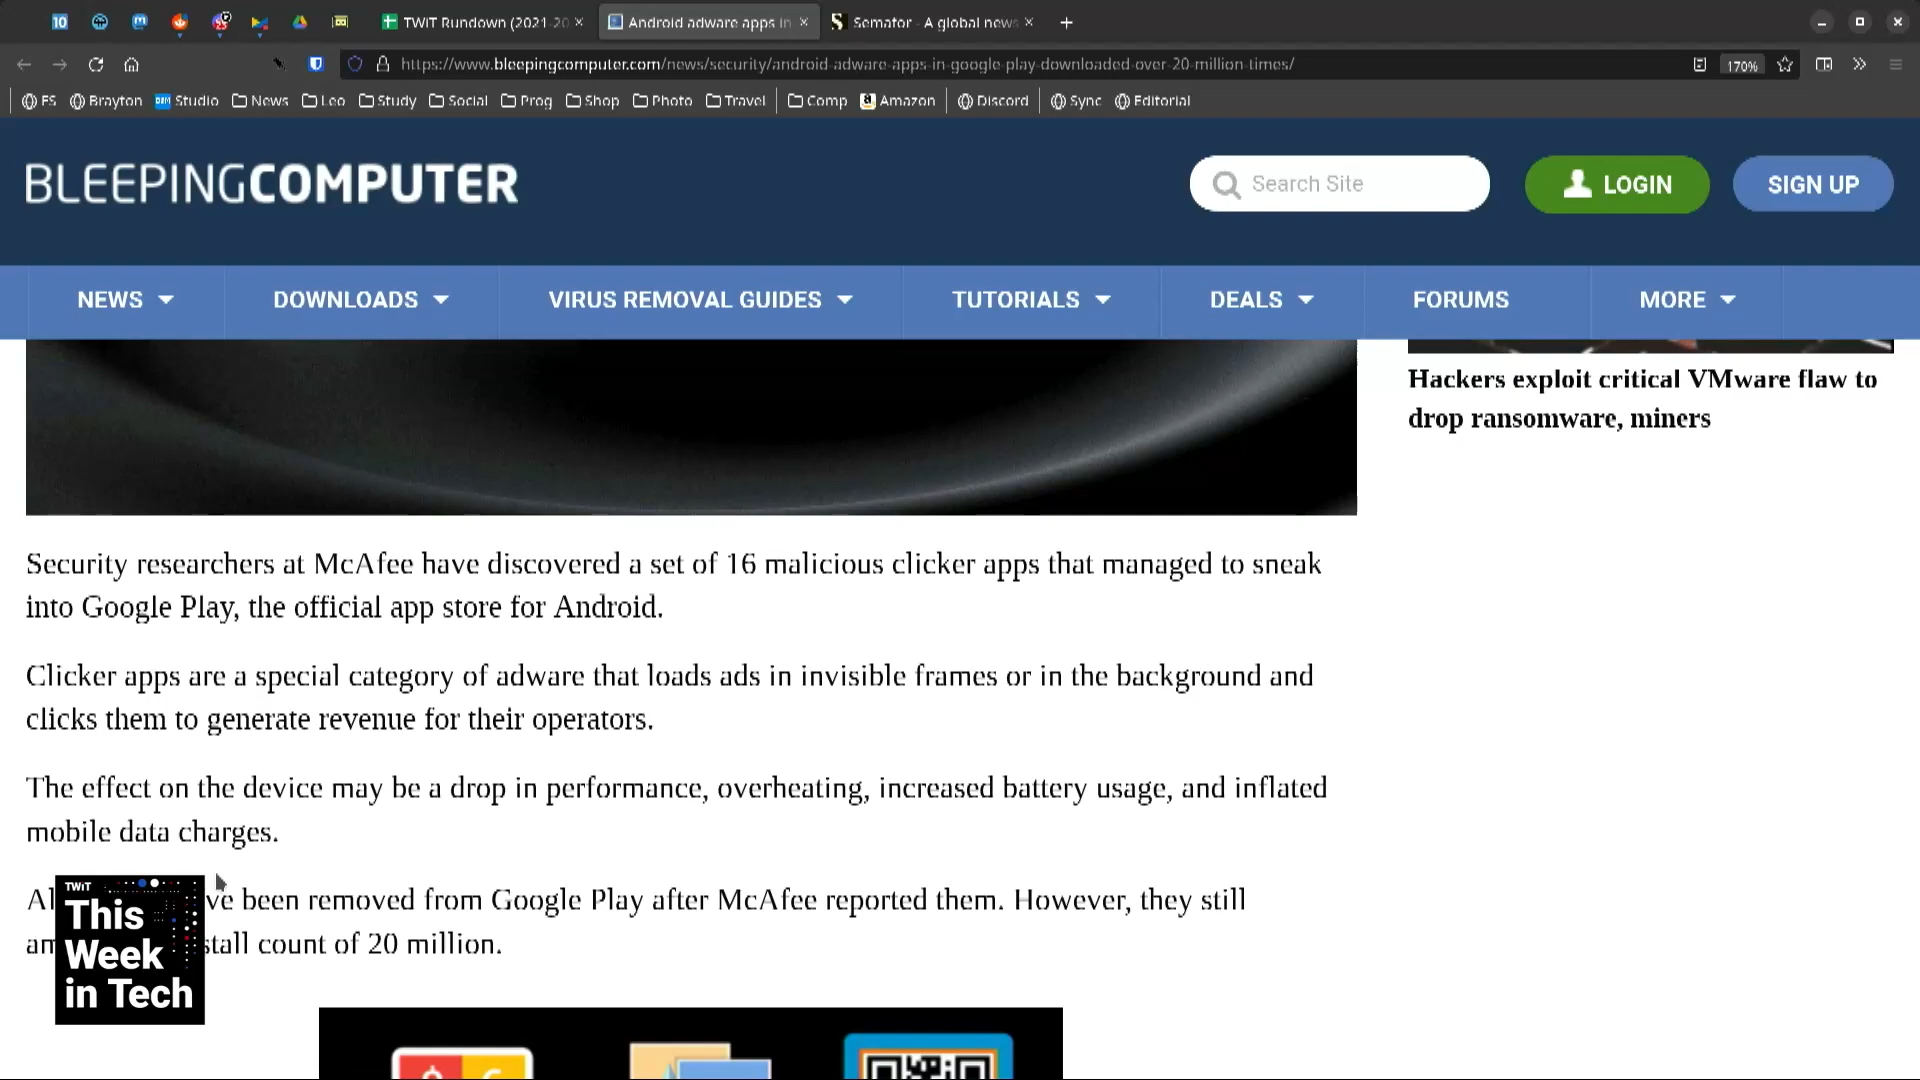 10
TWiT Rundown (2021-20
Android adware apps in
Semafor - A global news
https://www.bleepingcomputer.com/news/security/android-adware-apps-in-google-play-downloaded-over-20-million-times/
170%
FS Brayton Studio News Leo Study Social Prog Shop Photo Travel Comp Amazon Discord Sync Editorial
BLEEPINGCOMPUTER
Search Site
LOGIN
SIGN UP
NEWS DOWNLOADS VIRUS REMOVAL GUIDES TUTORIALS DEALS FORUMS MORE
Hackers exploit critical VMware flaw to
drop ransomware, miners
Security researchers at McAfee have discovered a set of 16 malicious clicker apps that managed to sneak
into Google Play, the official app store for Android.
Clicker apps are a special category of adware that loads ads in invisible frames or in the background and
clicks them to generate revenue for their operators.
The effect on the device may be a drop in performance, overheating, increased battery usage, and inflated
mobile data charges.
been removed from Google Play after McAfee reported them. However, they still
count of 20 million.
TWiT
This
Week
in Tech